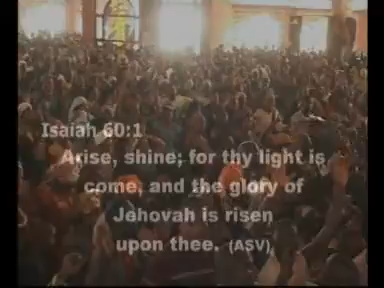 Isaiah 60:1
Arise, shine; for thy light is
come, and the glory of
Jehovah is risen
upon thee. (ASV)